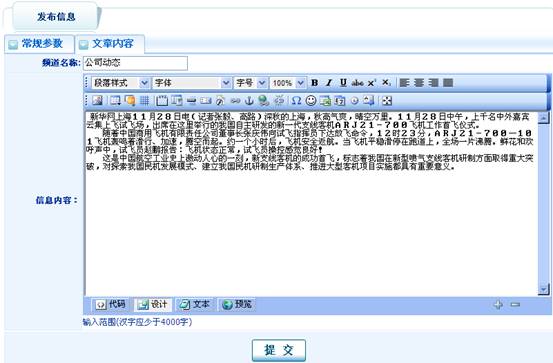 发布信息
常规参数 文章内容
频道名称: 公司动态
段落样式 字体 字号 100% B I U abc x² x₂
信息内容:
新华网上海11月28日电(记者张毅、高路)深秋的上海,秋高气爽,晴空万里。11月28日中午,上千名中外嘉宾
云集上飞试飞场,出席在这里举行的我国自主研发的新一代支线客机ARJ21-700飞机工作首飞仪式。
随着中国商用飞机有限责任公司董事长张庆伟向试飞指挥员下达放飞命令,12时23分,ARJ21-700-101
飞机轰鸣着滑行、加速,腾空而起。约一个小时后,飞机安全返航。当飞机平稳滑停在跑道上,全场一片沸腾。鲜花和欢
呼声中,试飞员赵鹏报告:飞机状态正常,试飞员操控感觉良好!
这是中国航空工业史上激动人心的一刻,新支线客机的成功首飞,标志着我国在新型喷气支线客机研制方面取得重大突
破,对探索我国民机发展模式、建立我国民机研制生产体系、推进大型客机项目实施都具有重要意义。
代码 设计 文本 预览
输入范围(汉字应少于4000字)
提 交